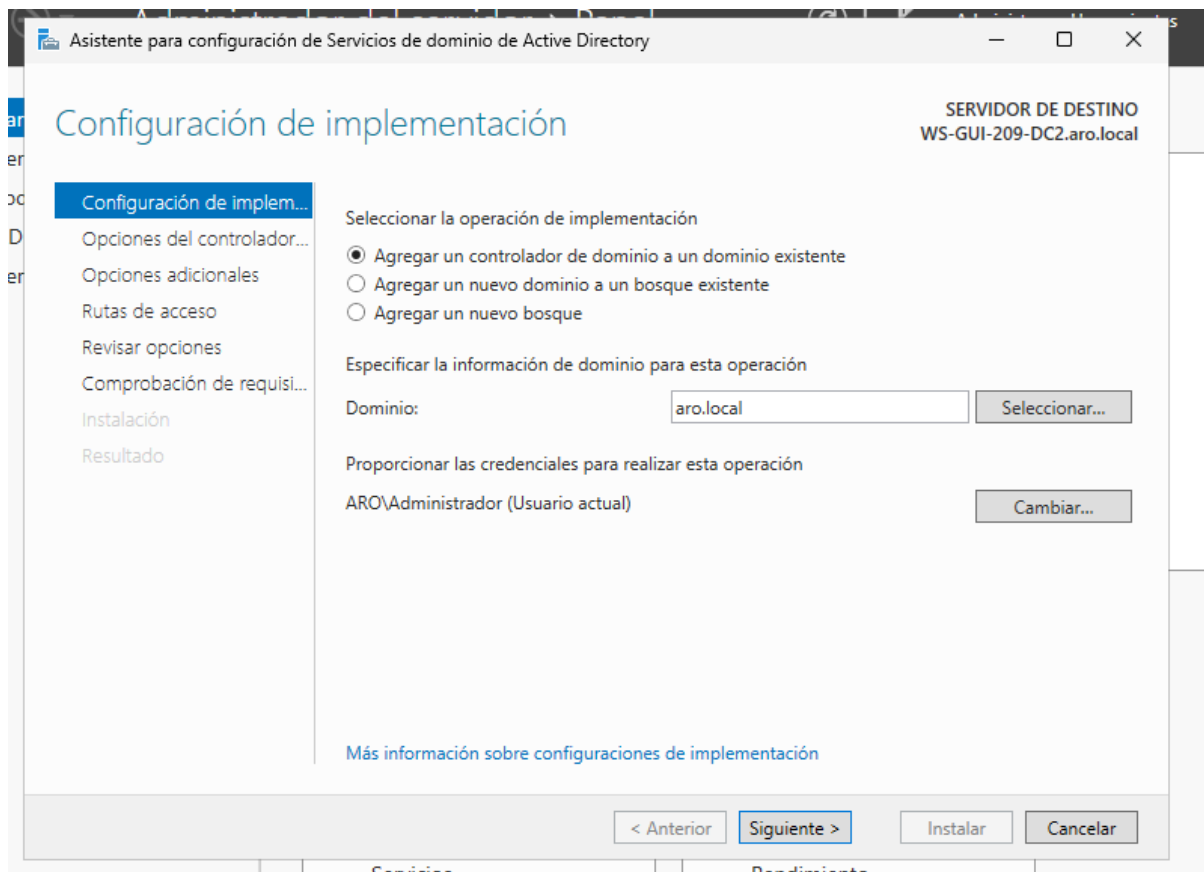 Asistente para configuración de Servicios de dominio de Active Directory
Configuración de implementación
SERVIDOR DE DESTINO
WS-GUI-209-DC2.aro.local
Configuración de implem...
Opciones del controlador...
Opciones adicionales
Rutas de acceso
Revisar opciones
Comprobación de requisi...
Instalación
Resultado
Seleccionar la operación de implementación
Agregar un controlador de dominio a un dominio existente
Agregar un nuevo dominio a un bosque existente
Agregar un nuevo bosque
Especificar la información de dominio para esta operación
Dominio:
aro.local
Seleccionar...
Proporcionar las credenciales para realizar esta operación
ARO\Administrador (Usuario actual)
Cambiar...
Más información sobre configuraciones de implementación
< Anterior
Siguiente >
Instalar
Cancelar